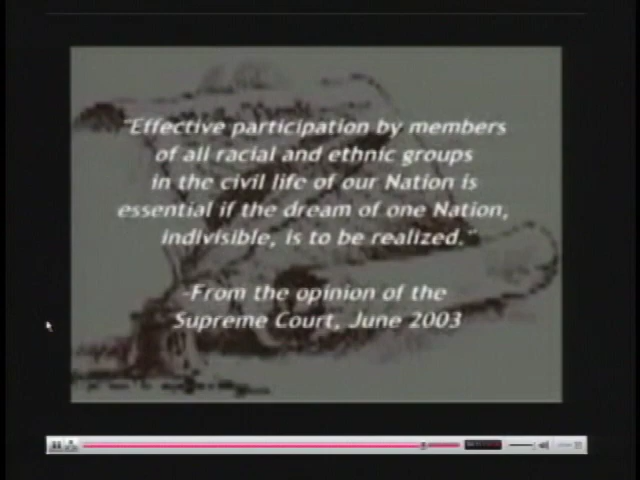 "Effective participation by members
of all racial and ethnic groups
in the civil life of our Nation is
essential if the dream of one Nation,
indivisible, is to be realized."
-From the opinion of the
Supreme Court, June 2003